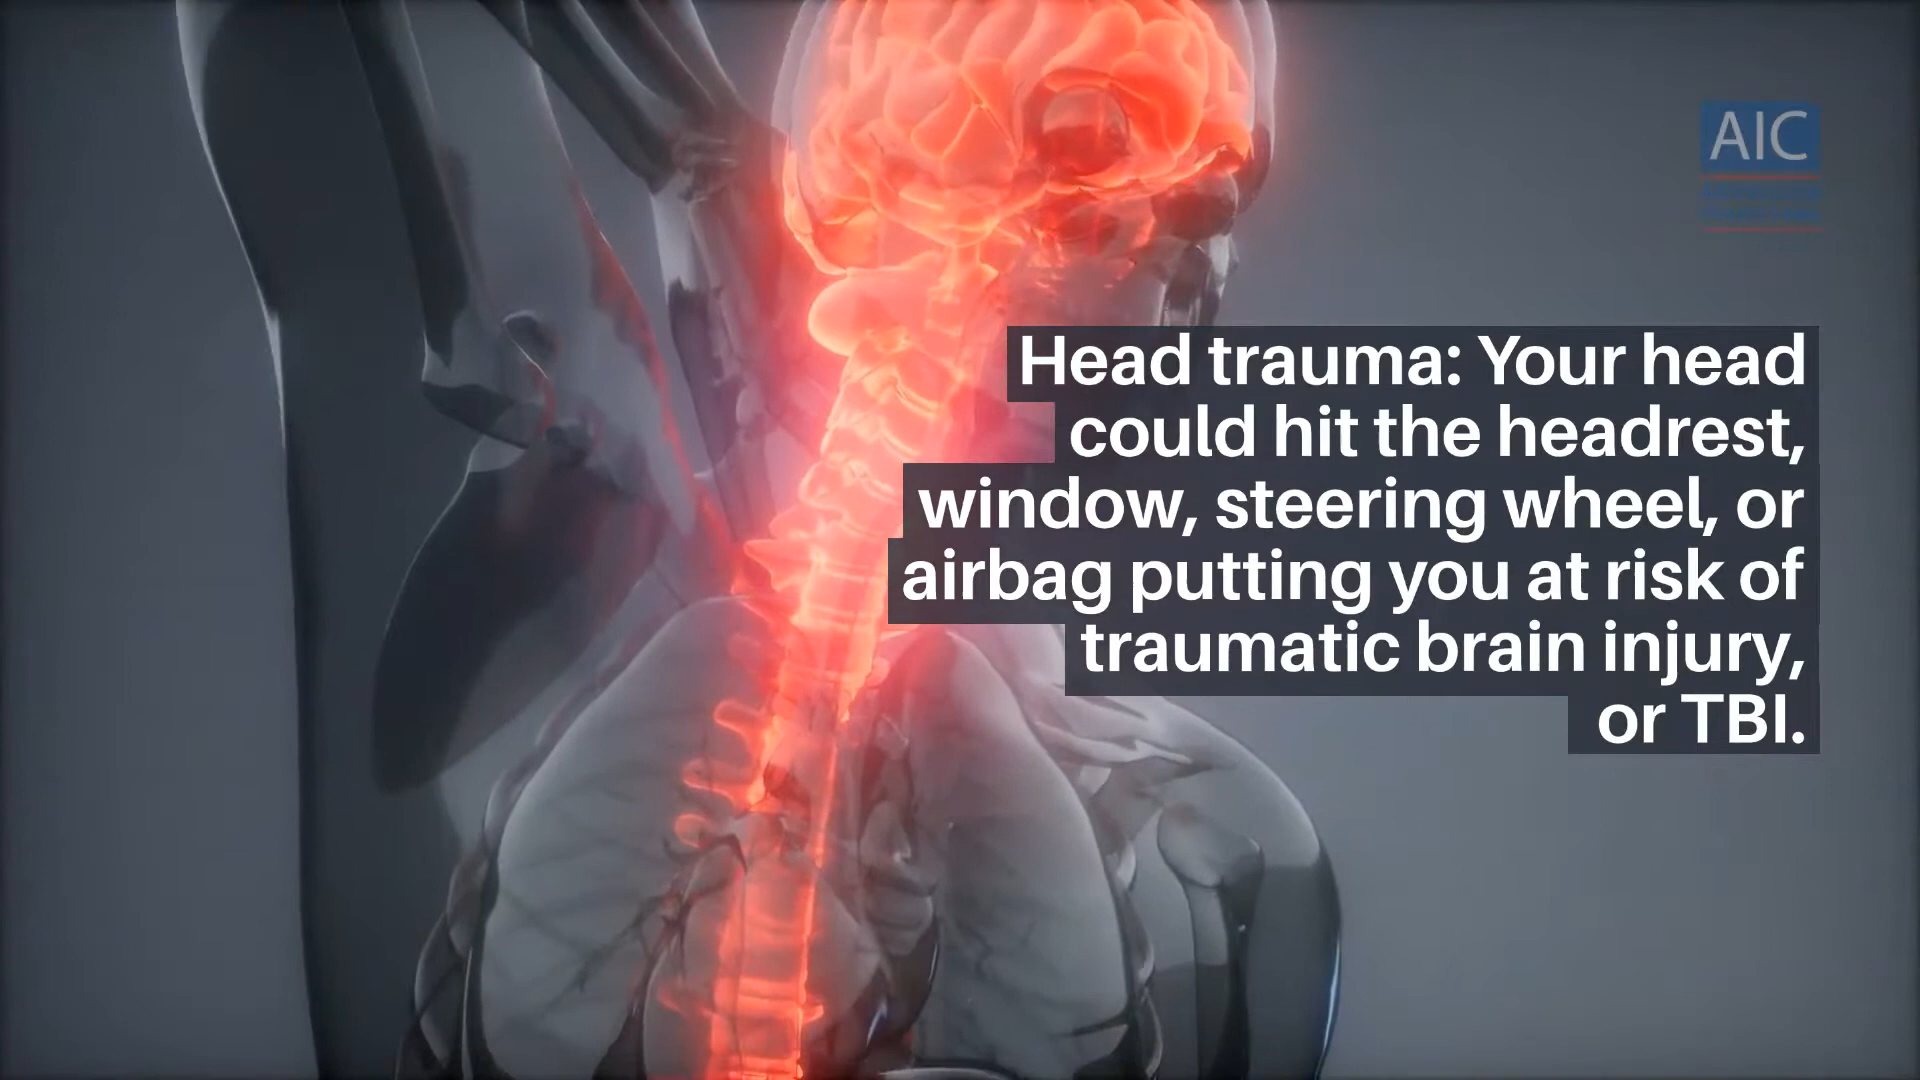 AIC
Head trauma: Your head
could hit the headrest,
window, steering wheel, or
airbag putting you at risk of
traumatic brain injury,
or TBI.